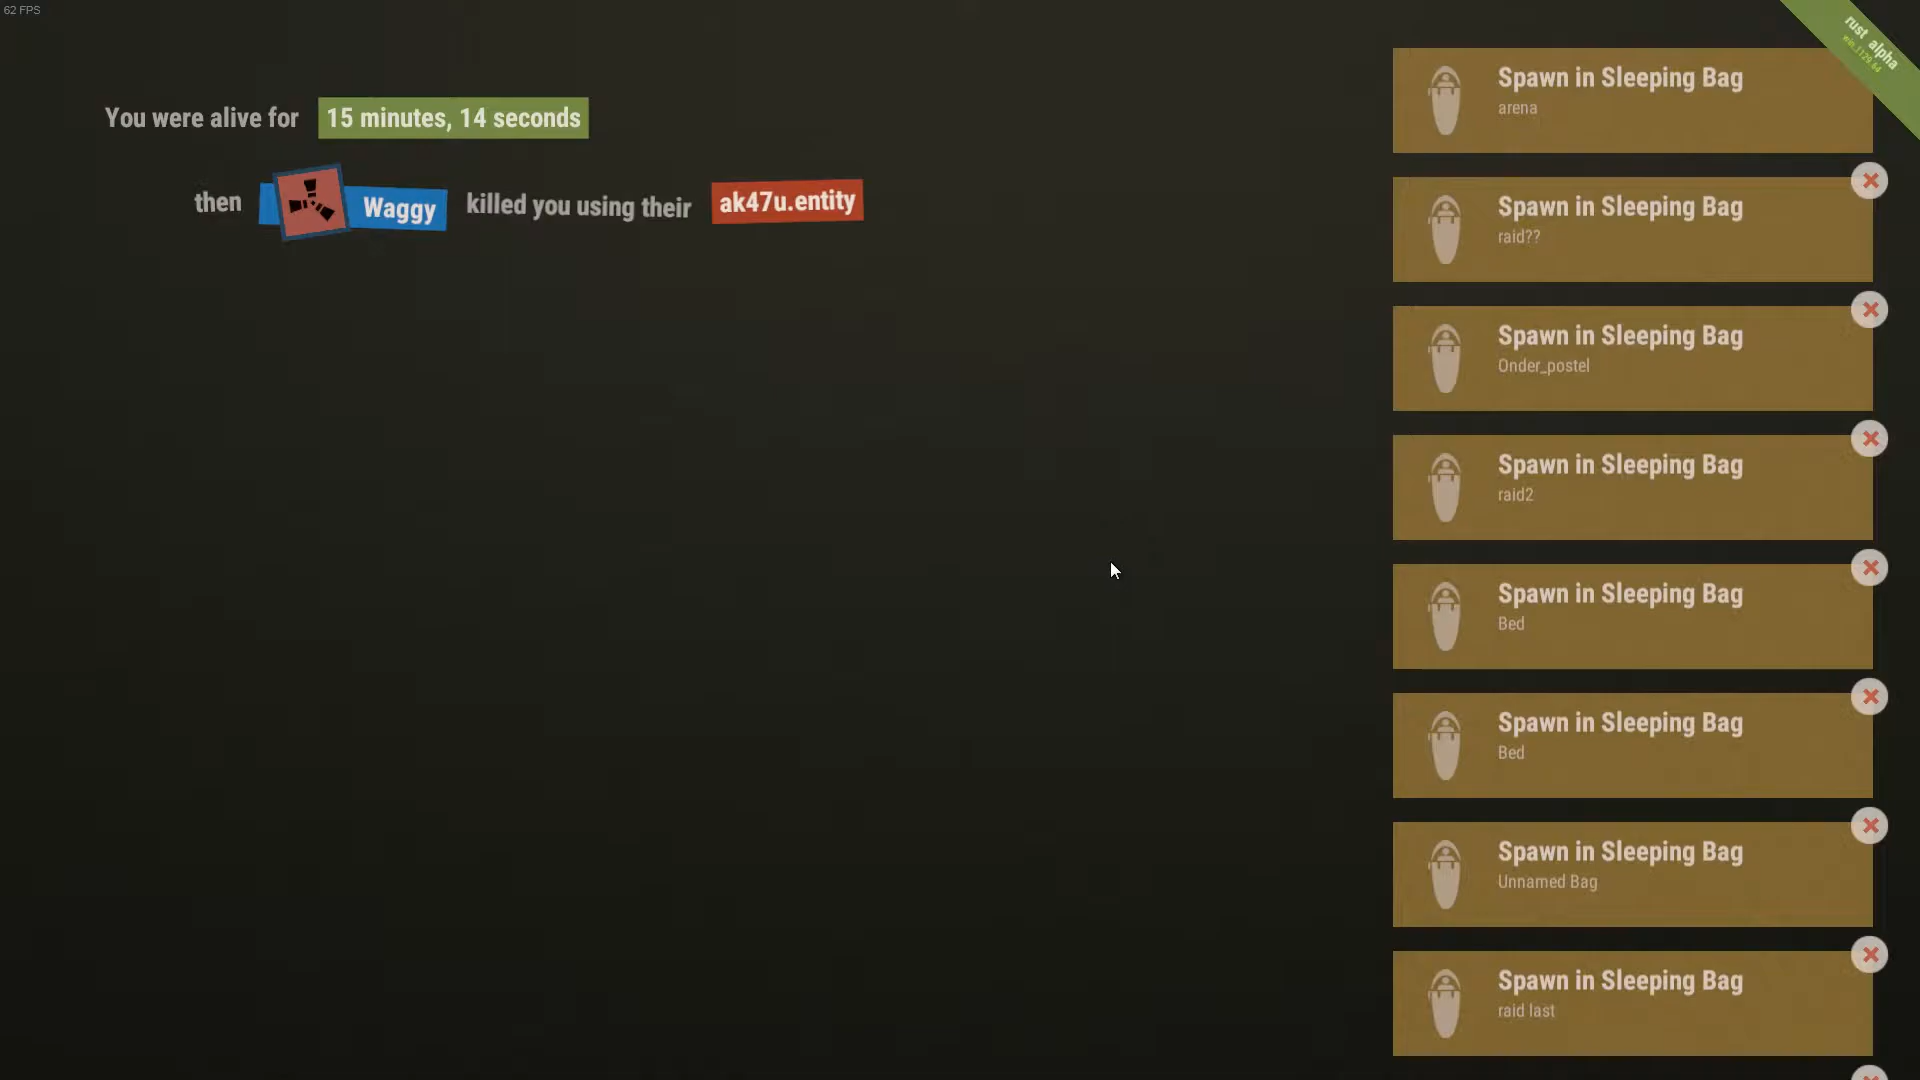 62 FPS
rust alpha
You were alive for 15 minutes, 14 seconds
then Waggy killed you using their ak47u.entity
Spawn in Sleeping Bag
arena
Spawn in Sleeping Bag
raid??
Spawn in Sleeping Bag
Onder_postel
Spawn in Sleeping Bag
raid2
Spawn in Sleeping Bag
Bed
Spawn in Sleeping Bag
Bed
Spawn in Sleeping Bag
Unnamed Bag
Spawn in Sleeping Bag
raid last